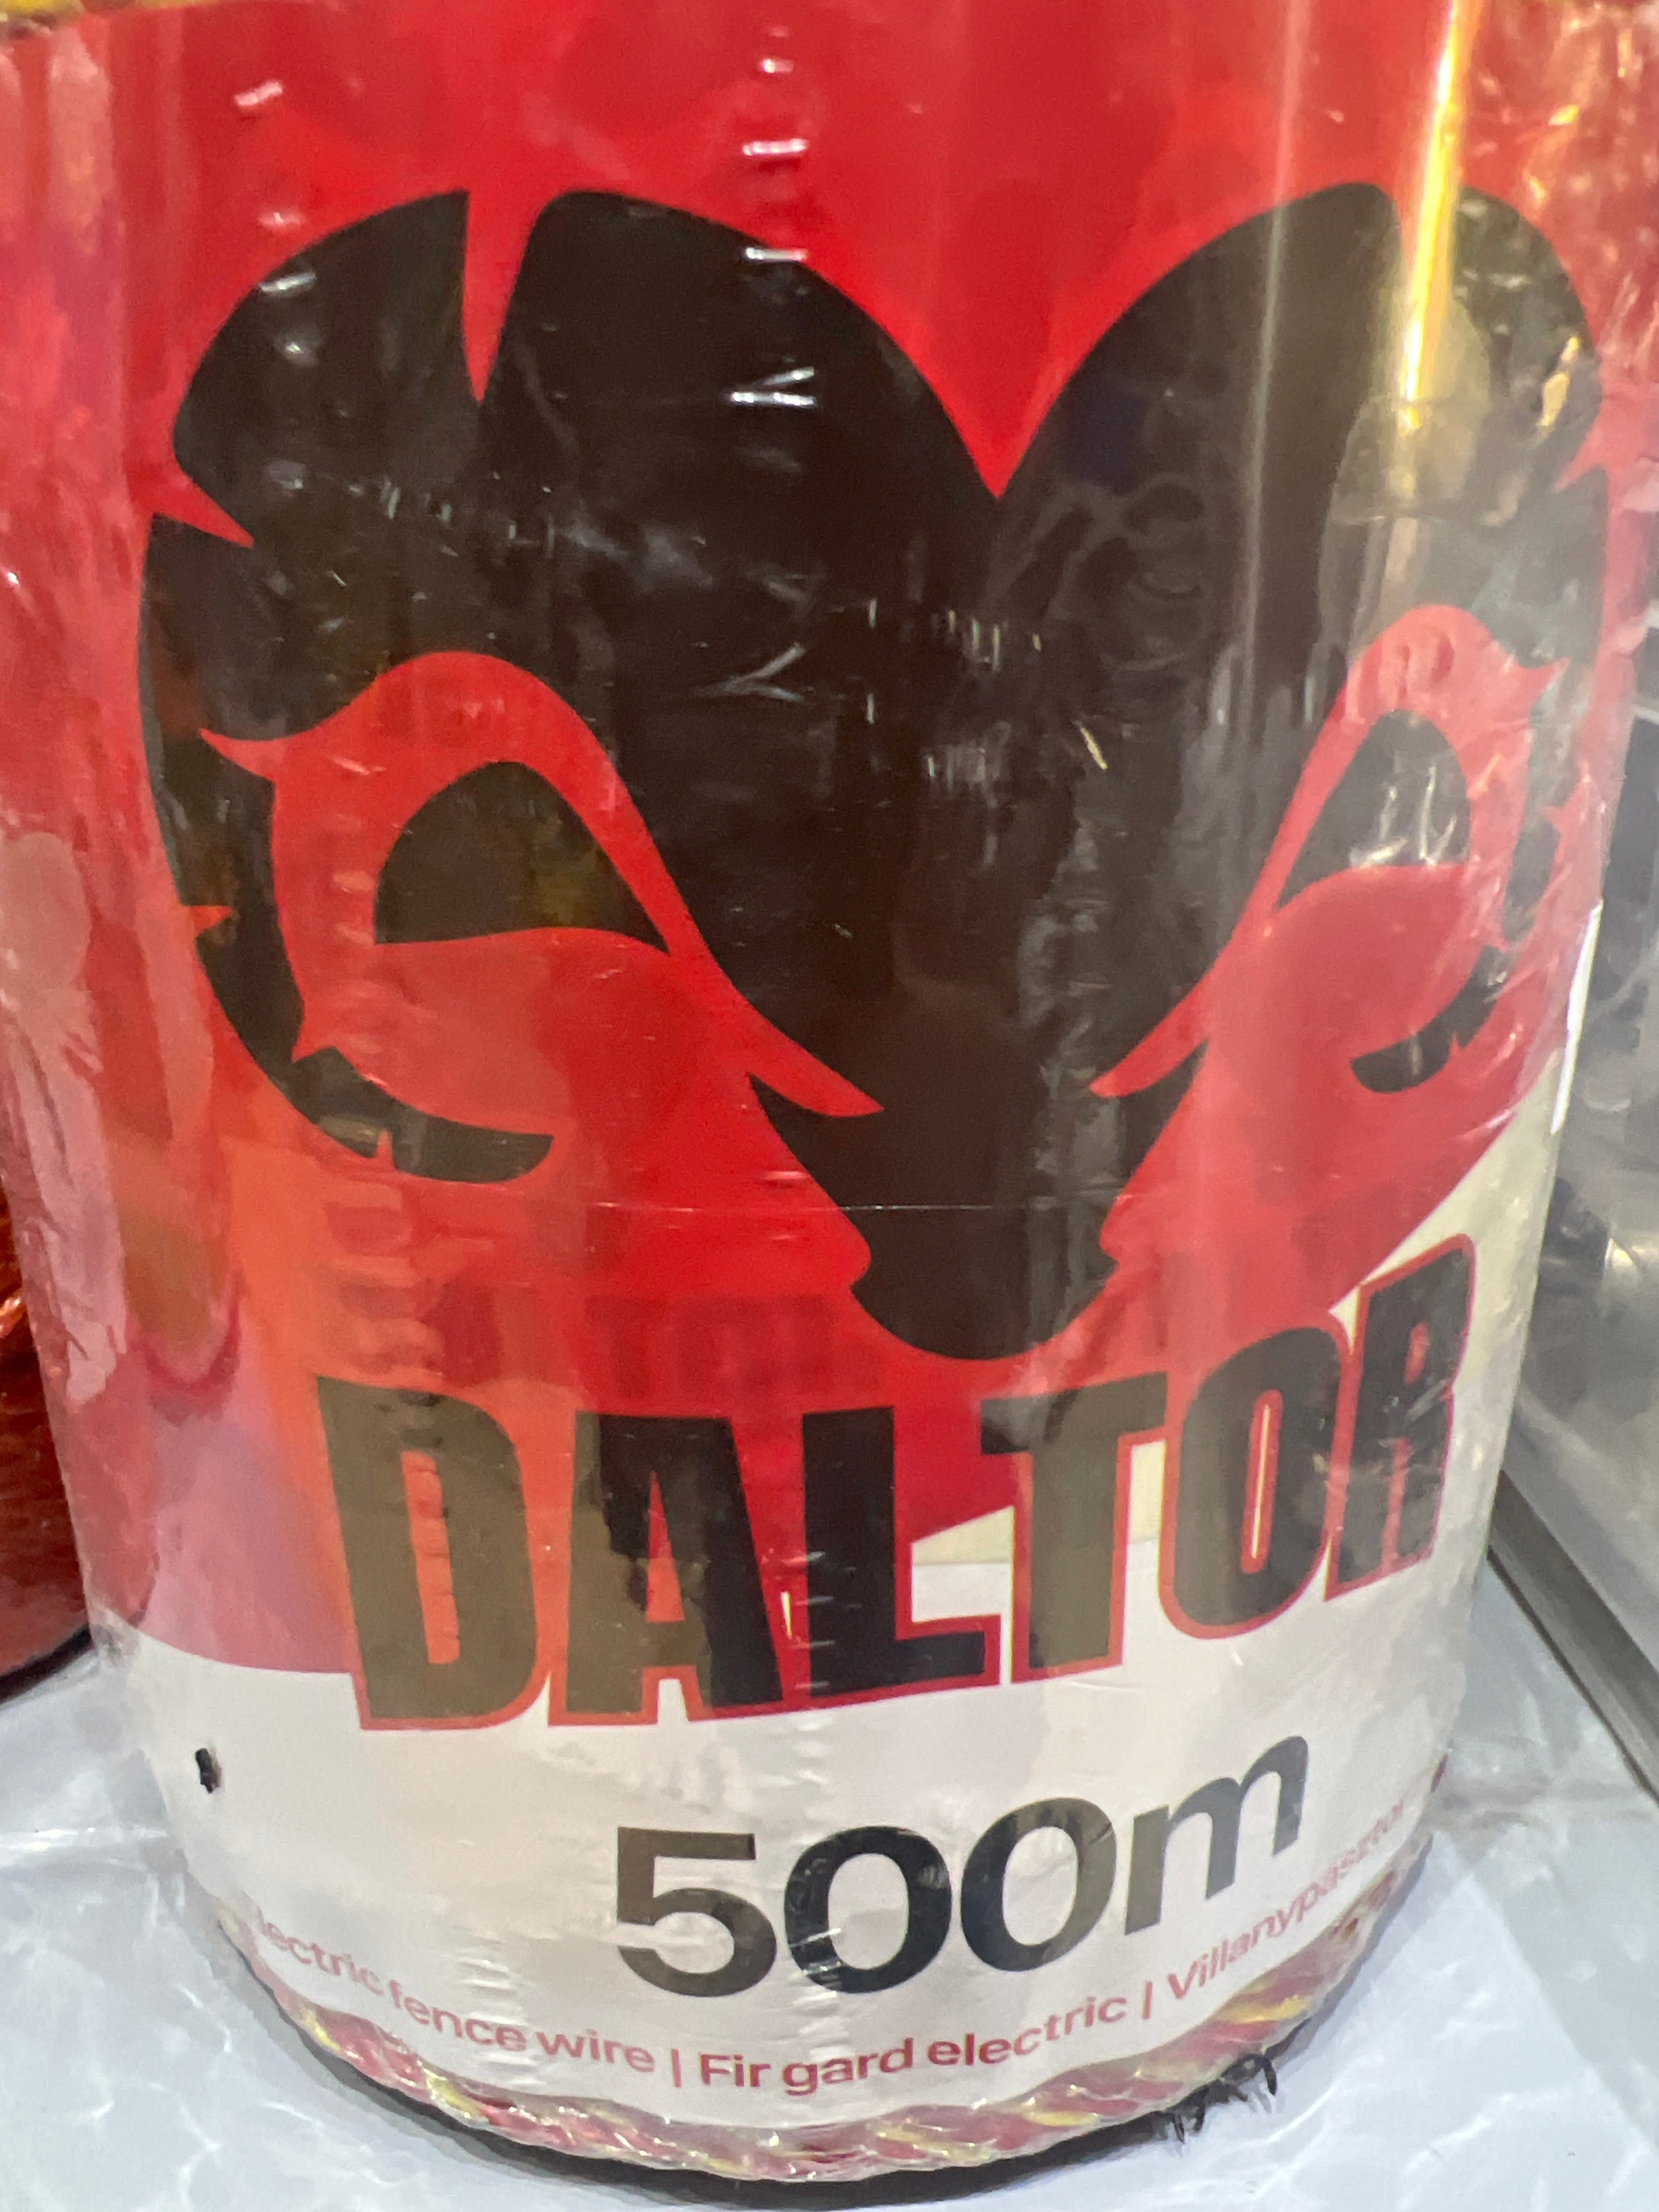 DALTOR
500m
Electric fence wire | Fir gard electric | Villanypásztor